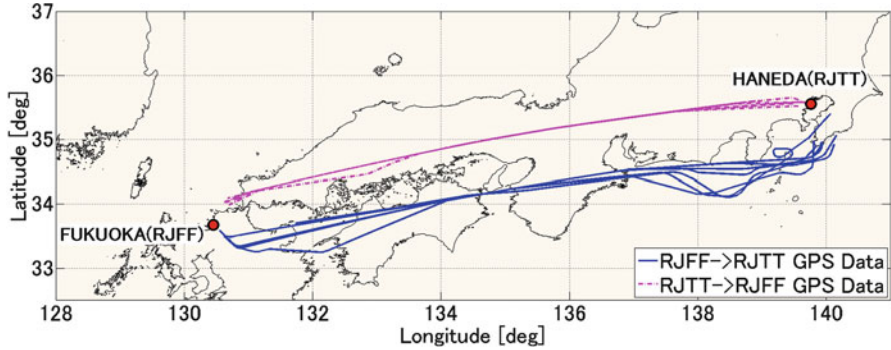 37
36
35
34
33
Latitude [deg]
HANEDA(RJTT)
FUKUOKA(RJFF)
RJFF->RJTT GPS Data
RJTT->RJFF GPS Data
128 130 132 134 136 138 140
Longitude [deg]